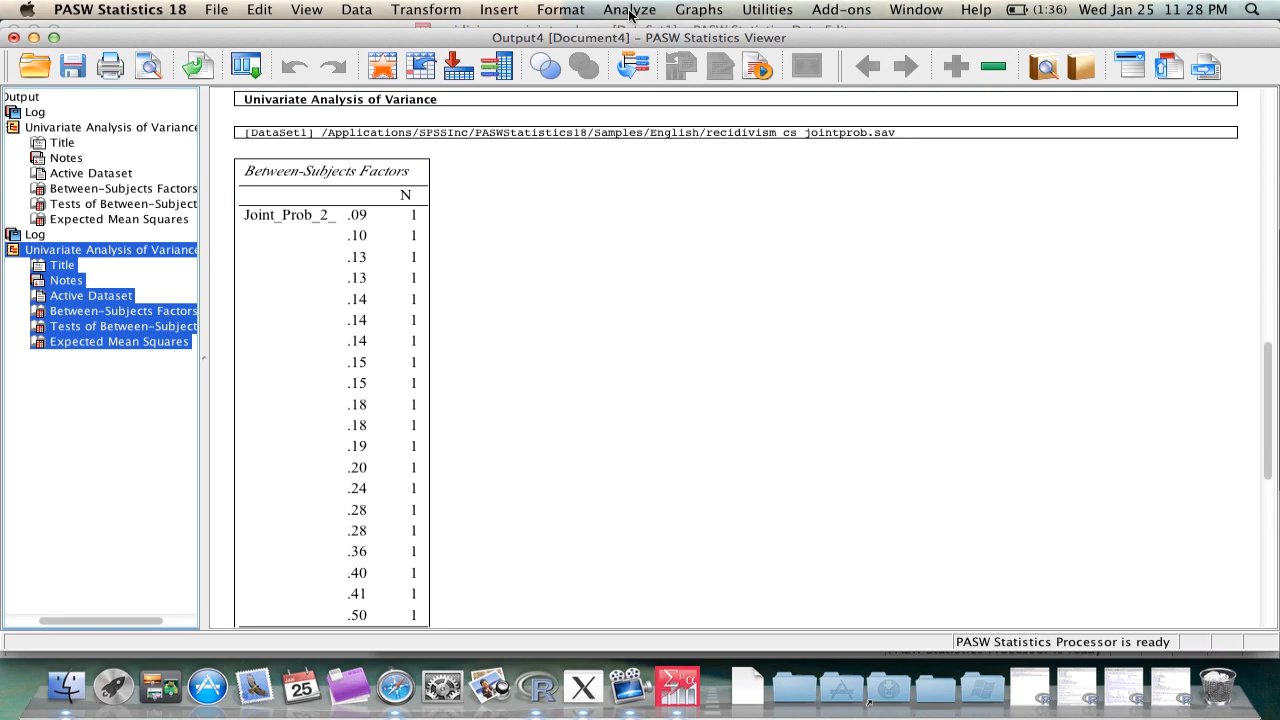 PASW Statistics 18 File Edit View Data Transform Insert Format Analyze Graphs Utilities Add-ons Window Help (1:36) Wed Jan 25 11:28 PM
Output4 [Document4] – PASW Statistics Viewer
Output
Log
Univariate Analysis of Variance
Title
Notes
Active Dataset
Between-Subjects Factors
Tests of Between-Subject
Expected Mean Squares
Log
Univariate Analysis of Variance
Title
Notes
Active Dataset
Between-Subjects Factors
Tests of Between-Subject
Expected Mean Squares
Univariate Analysis of Variance
[DataSet1] /Applications/SPSSInc/PASWStatistics18/Samples/English/recidivism cs jointprob.sav
Between-Subjects Factors
N
Joint_Prob_2_ .09 1
.10 1
.13 1
.13 1
.14 1
.14 1
.14 1
.15 1
.15 1
.18 1
.18 1
.19 1
.20 1
.24 1
.28 1
.28 1
.36 1
.40 1
.41 1
.50 1
PASW Statistics Processor is ready
JAN
25